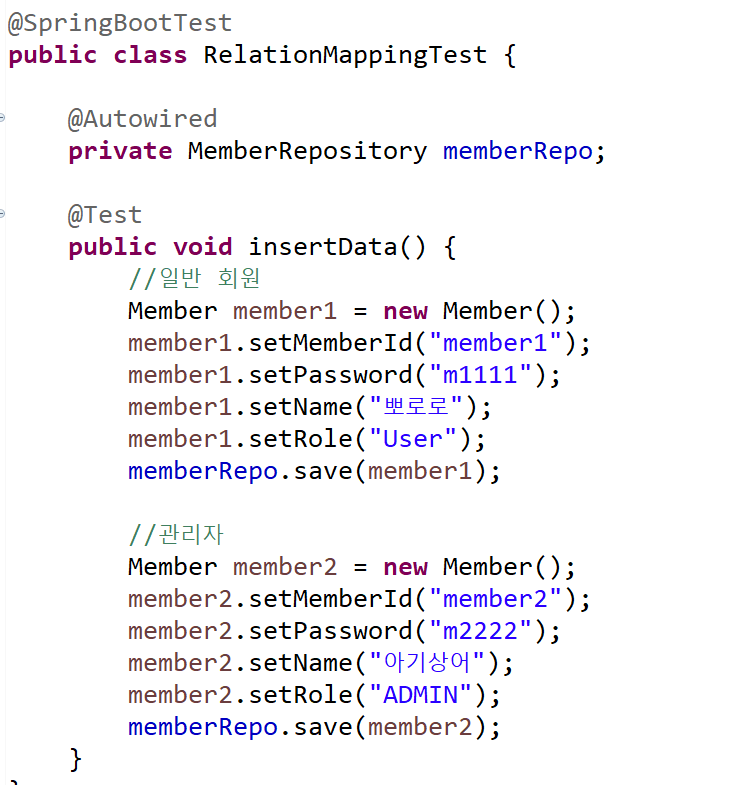 @SpringBootTest
public class RelationMappingTest {
@Autowired
private MemberRepository memberRepo;
@Test
public void insertData() {
//일반 회원
Member member1 = new Member();
member1.setMemberId("member1");
member1.setPassword("m1111");
member1.setName("뽀로로");
member1.setRole("User");
memberRepo.save(member1);
//관리자
Member member2 = new Member();
member2.setMemberId("member2");
member2.setPassword("m2222");
member2.setName("아기상어");
member2.setRole("ADMIN");
memberRepo.save(member2);
}